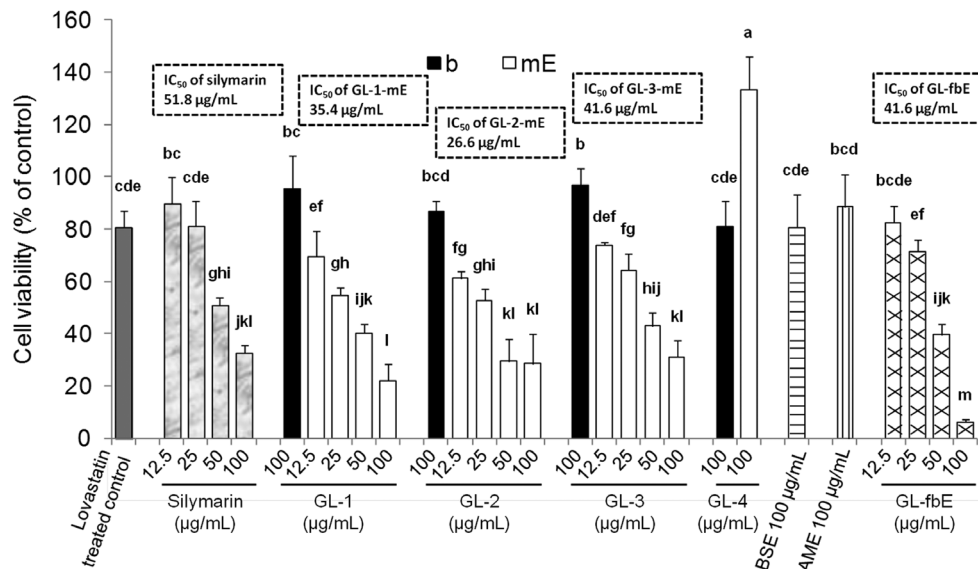 160
140
120
100
80
60
40
20
0
Cell viability (% of control)
b mE
IC50 of silymarin
51.8 µg/mL
IC50 of GL-1-mE
35.4 µg/mL
IC50 of GL-2-mE
26.6 µg/mL
IC50 of GL-3-mE
41.6 µg/mL
IC50 of GL-fbE
41.6 µg/mL
cde
bc cde ghi jkl
bc ef gh ijk l
bcd fg ghi kl kl
b def fg hij kl
cde a
cde
bcd
bcde ef ijk m
Lovastatin
treated control
12.5 25 50 100
Silymarin
(µg/mL)
100 12.5 25 50 100
GL-1
(µg/mL)
100 12.5 25 50 100
GL-2
(µg/mL)
100 12.5 25 50 100
GL-3
(µg/mL)
100 100
GL-4
(µg/mL)
BSE 100 µg/mL
AME 100 µg/mL
12.5 25 50 100
GL-fbE
(µg/mL)